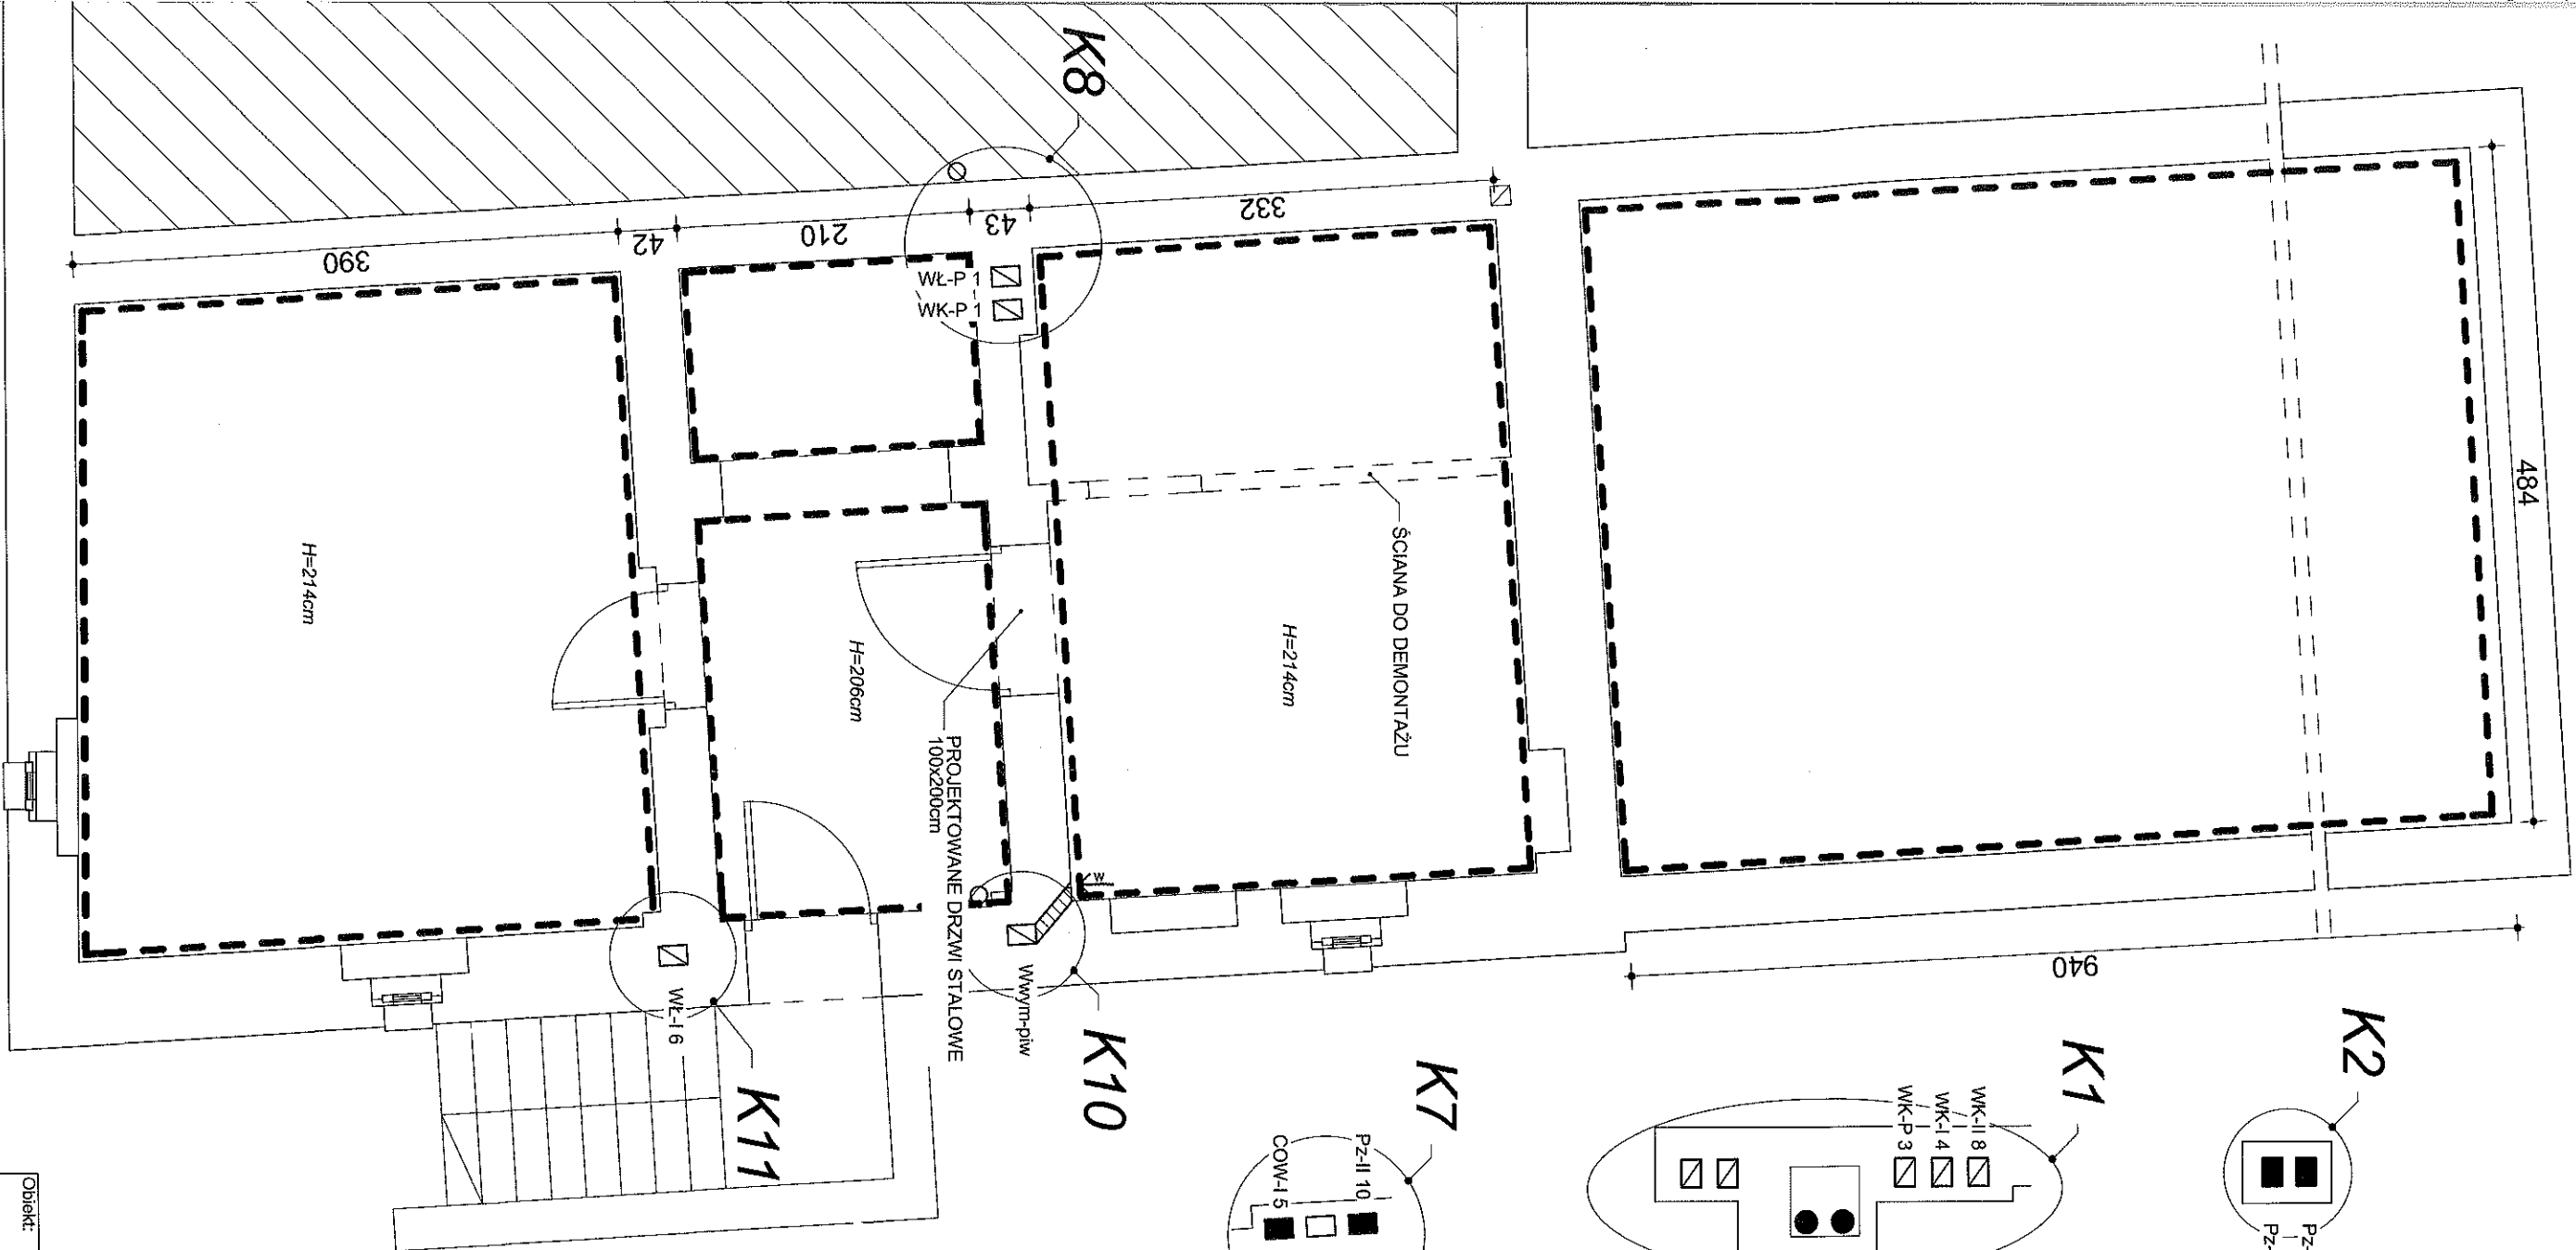 K8
332
43
210
42
390
WŁ-P 1
WK-P 1
484
ŚCIANA DO DEMONTAŻU
H=214cm
H=206cm
H=214cm
PROJEKTOWANE DRZWI STALOWE
100x200cm
W
Wwym-piw
WŁ-I 6
K10
K11
940
K2
K1
K7
WK-II 8
WK-I 4
WK-P 3
Pz-II 10
COW-I 5
Pz-
Pz-
Obiekt: